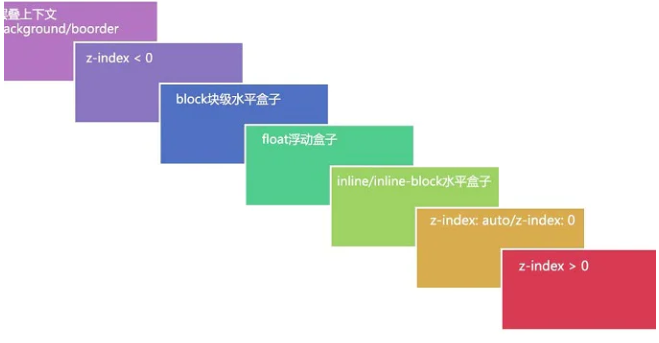 层叠上下文
background/boorder
z-index < 0
block块级水平盒子
float浮动盒子
inline/inline-block水平盒子
z-index: auto/z-index: 0
z-index > 0